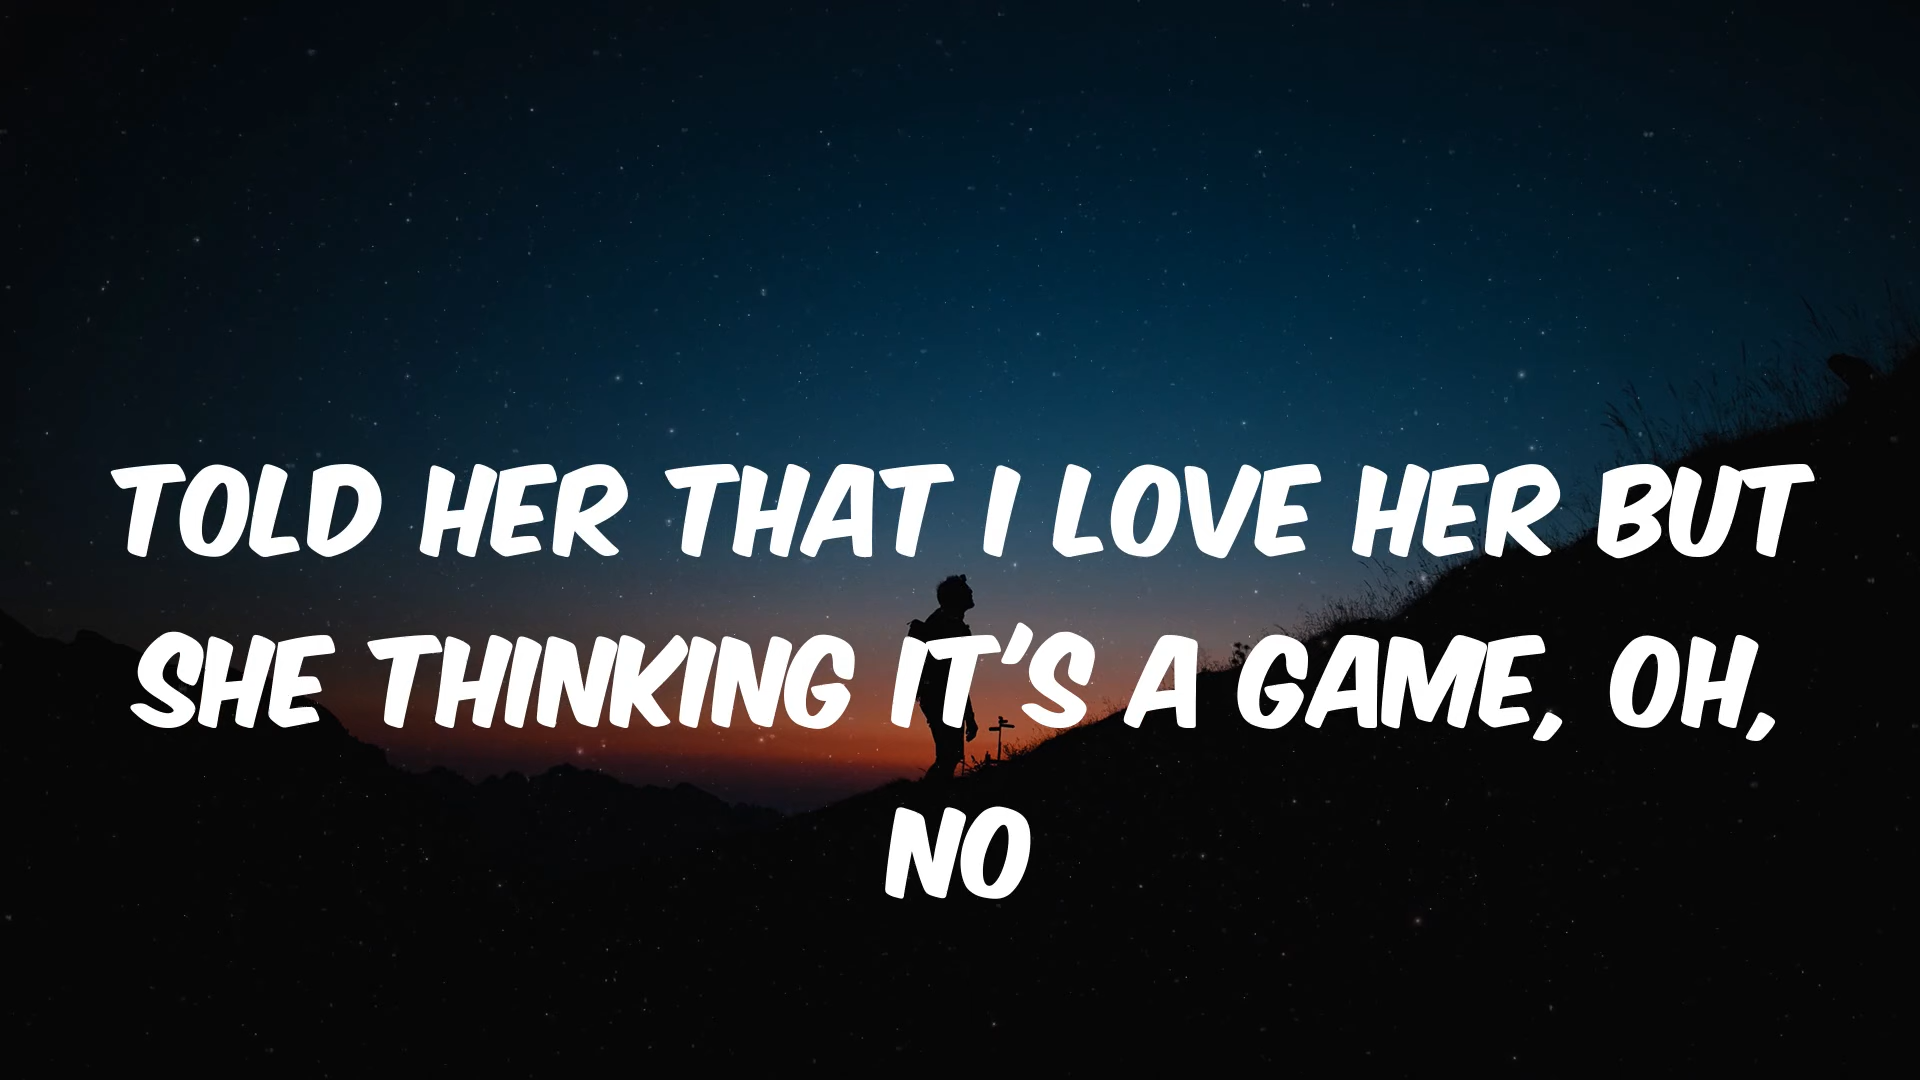 TOLD HER THAT I LOVE HER BUT
SHE THINKING IT'S A GAME, OH,
NO